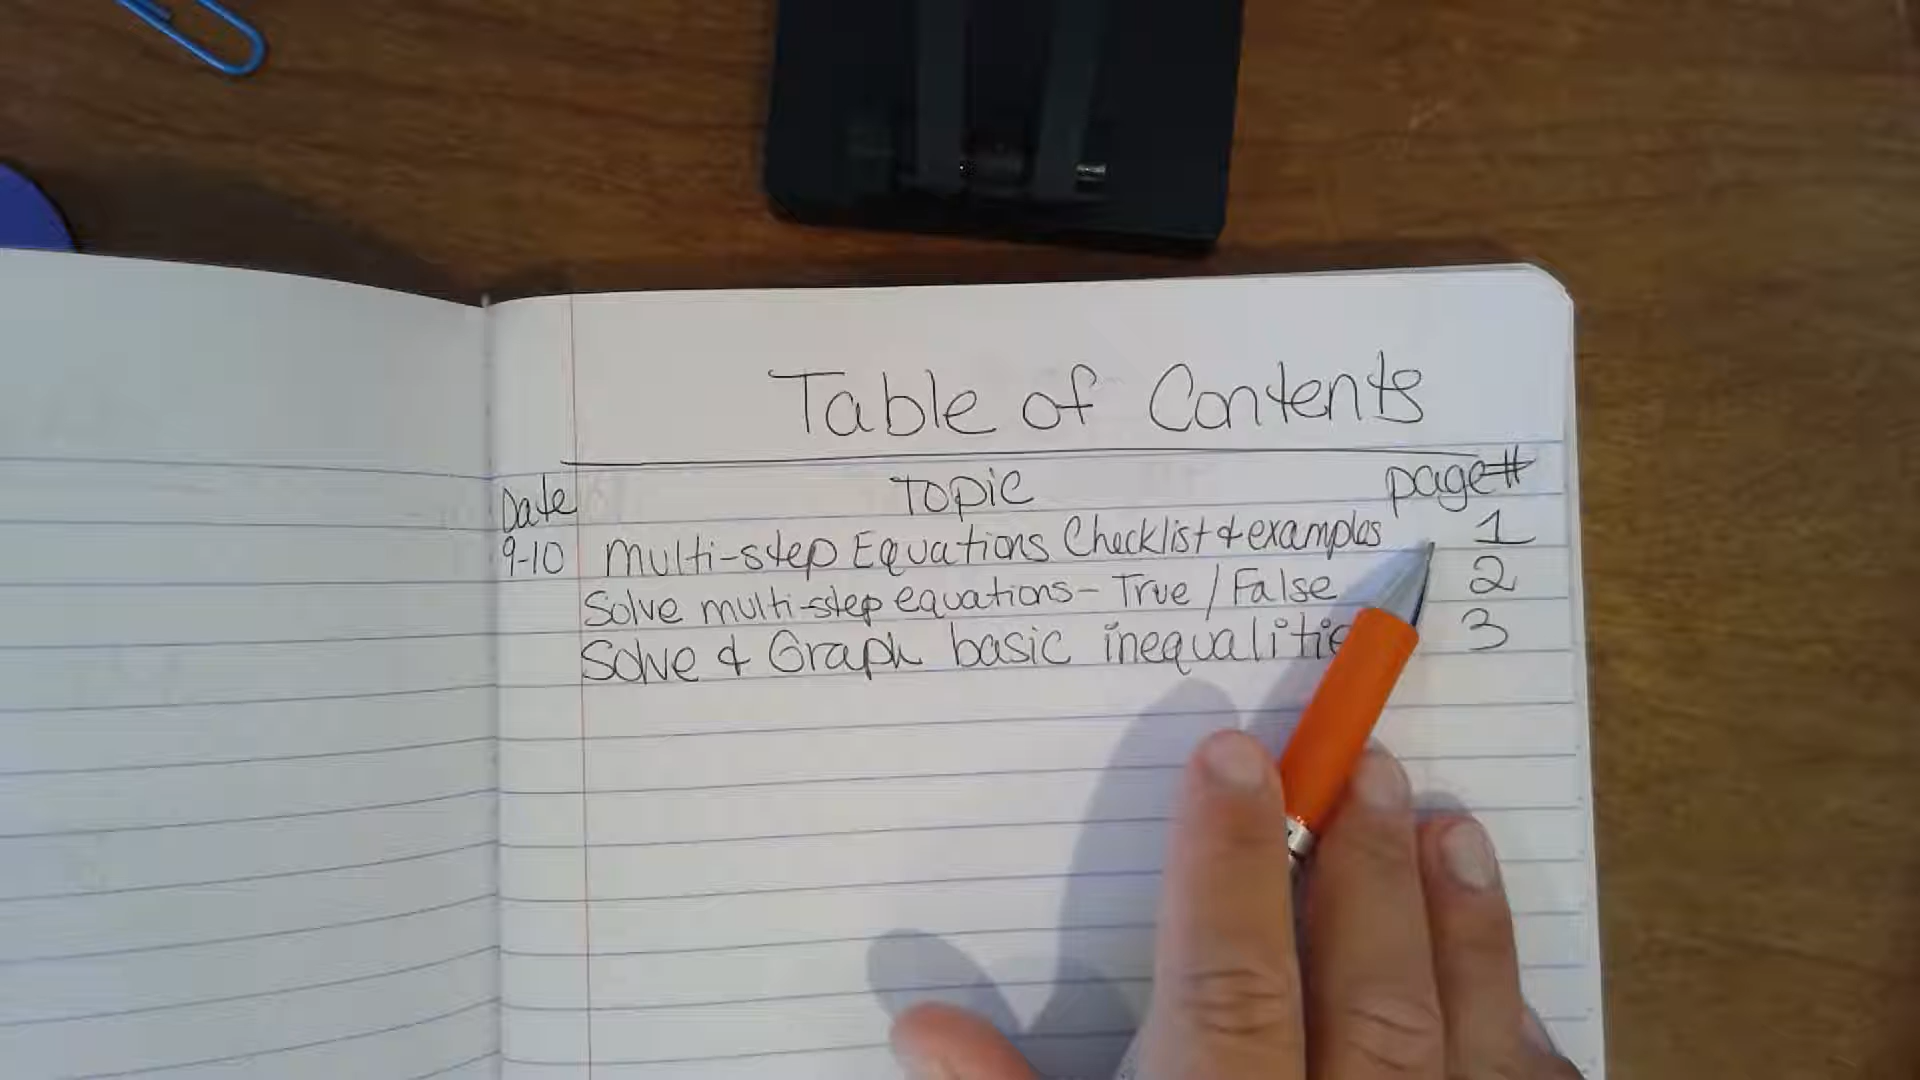 Table of Contents
Date Topic page#
9-10 Multi-step Equations Checklist & examples 1
Solve multi-step equations - True / False 2
Solve & Graph basic inequalitie 3